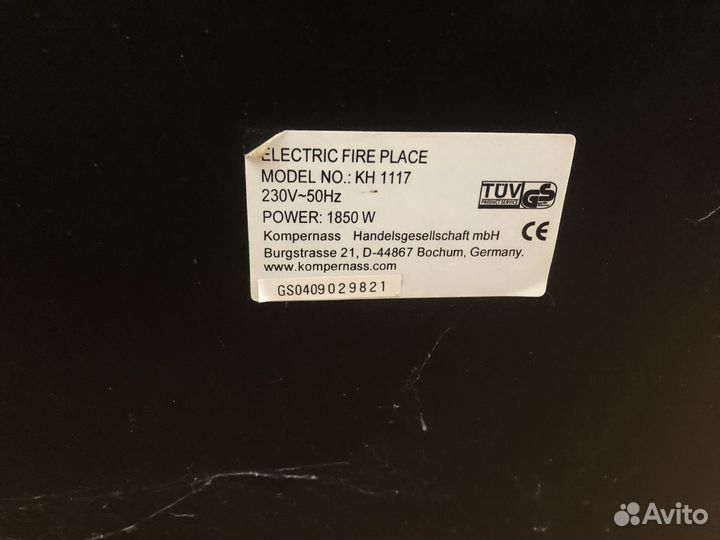 ELECTRIC FIRE PLACE
MODEL NO.: KH 1117
230V~50Hz
POWER: 1850 W
TÜV
PRODUCT SERVICE
GS
Kompernass Handelsgesellschaft mbH
CE
Burgstrasse 21, D-44867 Bochum, Germany.
www.kompernass.com
GS0409029821
Avito